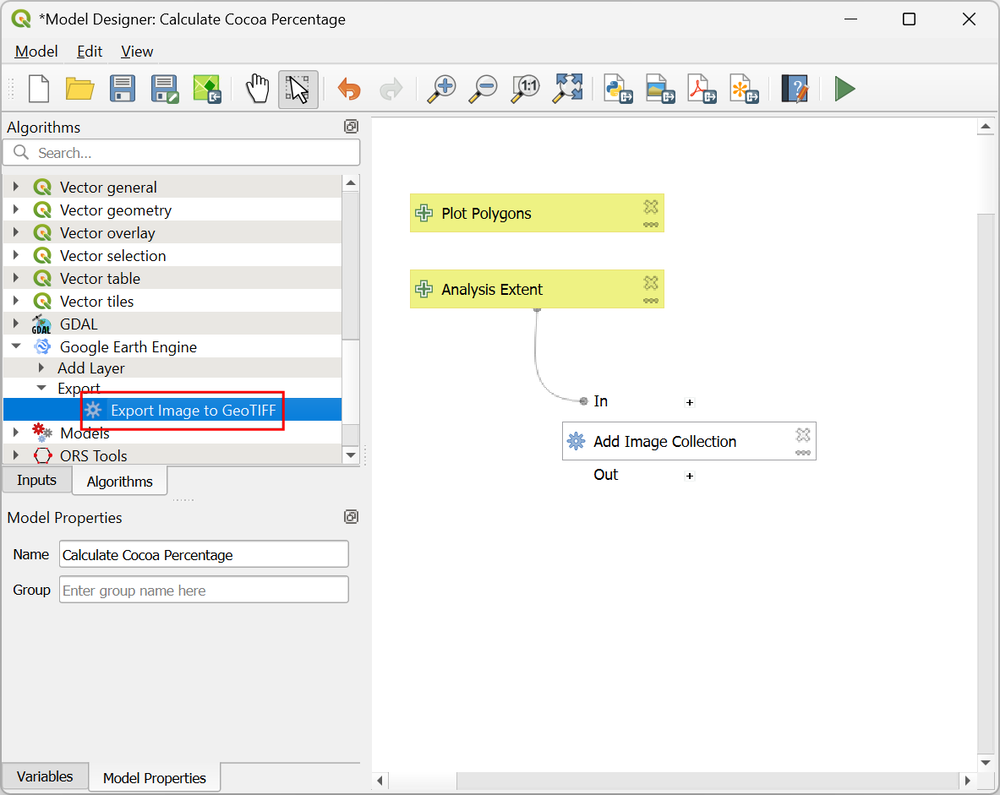 *Model Designer: Calculate Cocoa Percentage
Model Edit View
1:1
Algorithms
Search...
Vector general
Vector geometry
Vector overlay
Vector selection
Vector table
Vector tiles
GDAL GDAL
Google Earth Engine
Add Layer
Export
Export Image to GeoTIFF
Models
ORS Tools
Inputs Algorithms
Model Properties
Name Calculate Cocoa Percentage
Group Enter group name here
Variables Model Properties
Plot Polygons
Analysis Extent
In +
Add Image Collection
Out +